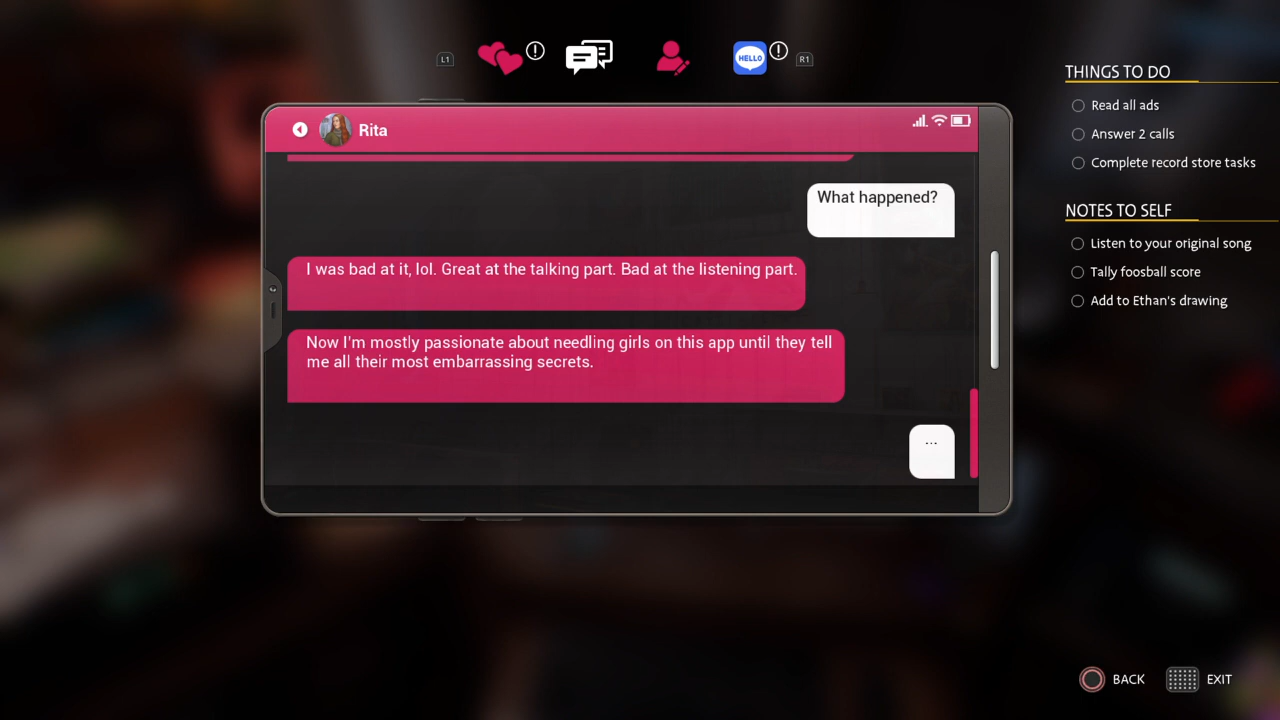 L1
HELLO
R1
Rita
What happened?
I was bad at it, lol. Great at the talking part. Bad at the listening part.
Now I'm mostly passionate about needling girls on this app until they tell
me all their most embarrassing secrets.
...
THINGS TO DO
Read all ads
Answer 2 calls
Complete record store tasks
NOTES TO SELF
Listen to your original song
Tally foosball score
Add to Ethan's drawing
BACK
EXIT